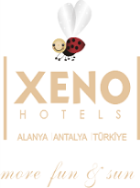 XENO
HOTELS
ALANYA ANTALYA TÜRKİYE
more fun & sun